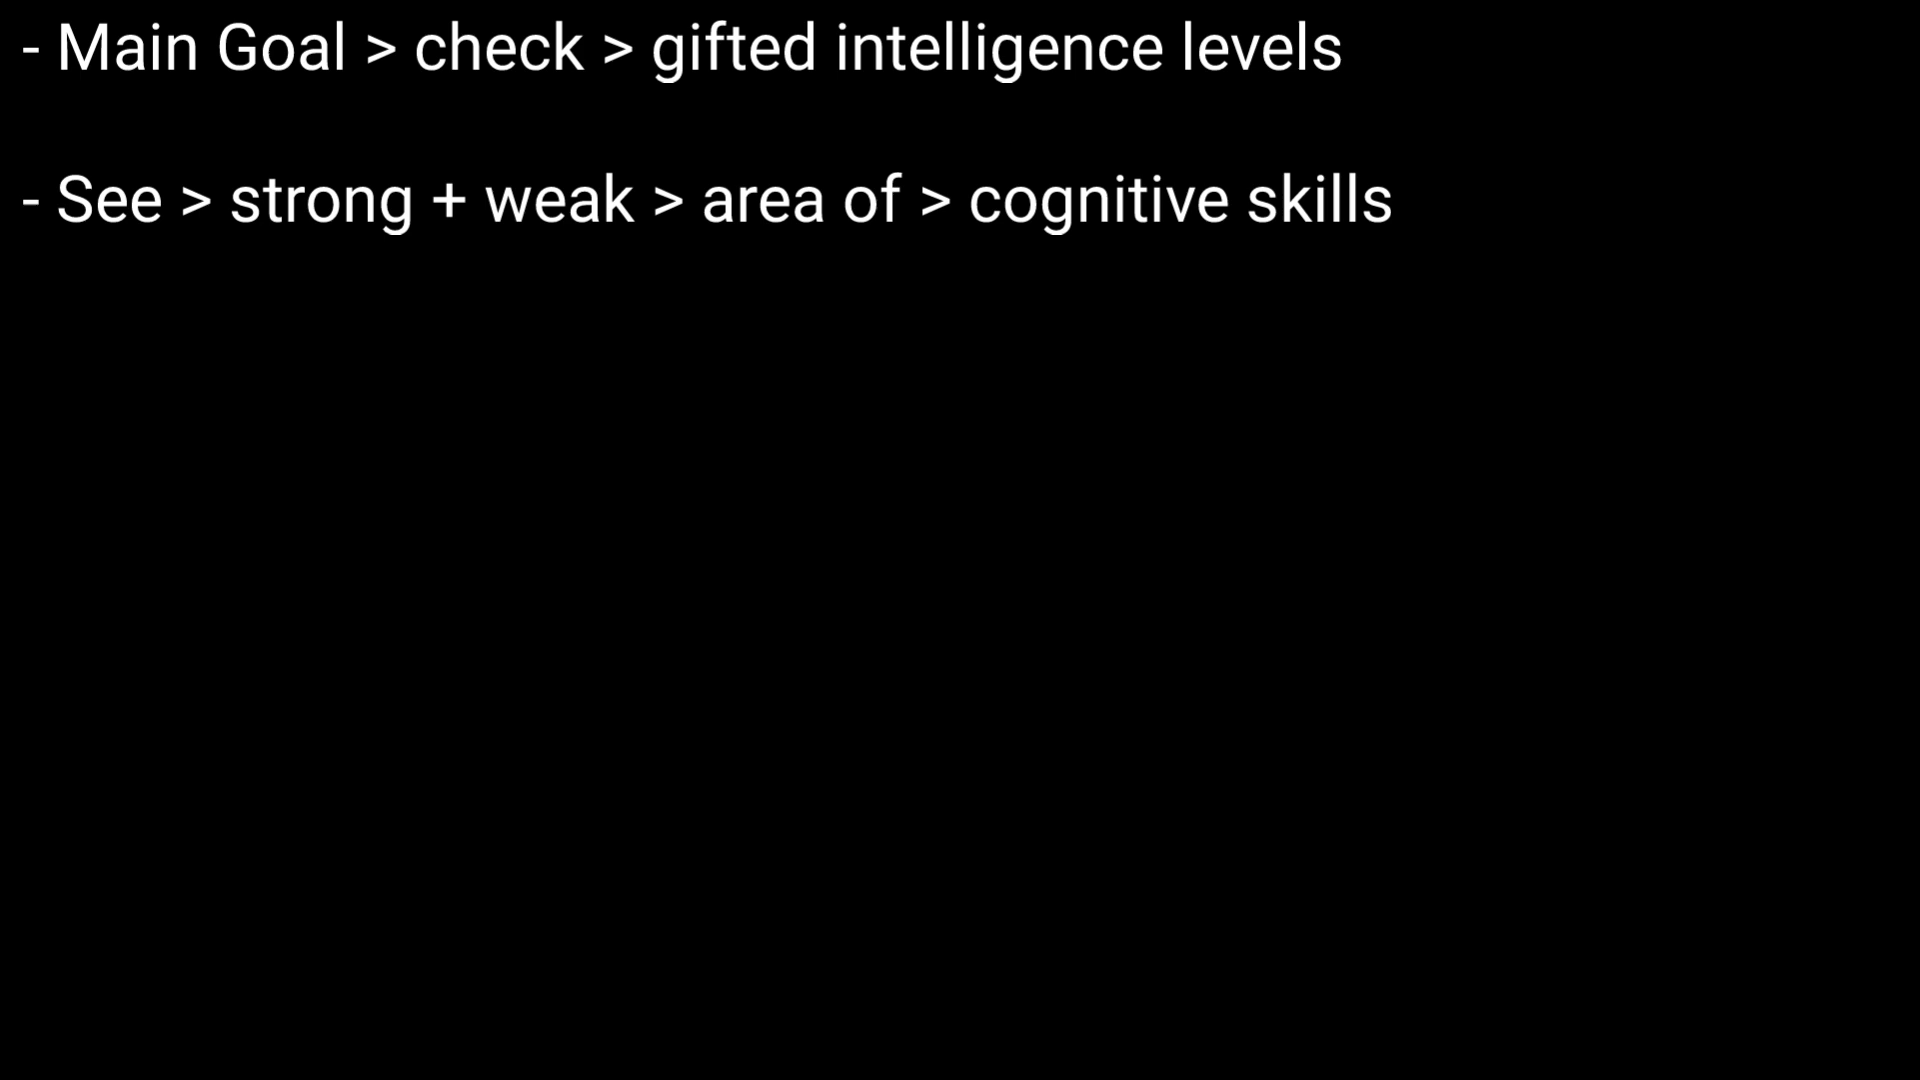 - Main Goal > check > gifted intelligence levels
- See > strong + weak > area of > cognitive skills